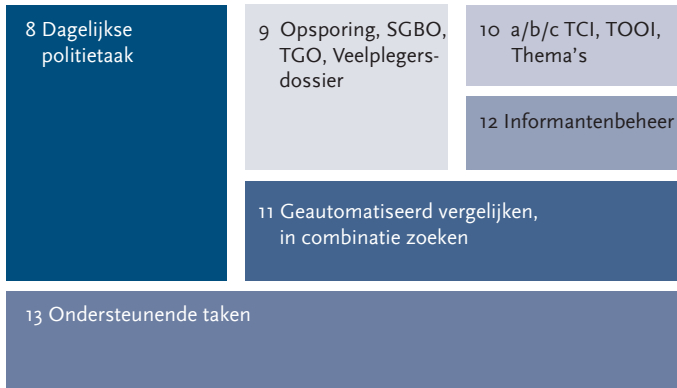 8 Dagelijkse
politietaak
9 Opsporing, SGBO,
TGO, Veelplegers-
dossier
10 a/b/c TCI, TOOI,
Thema's
12 Informantenbeheer
11 Geautomatiseerd vergelijken,
in combinatie zoeken
13 Ondersteunende taken